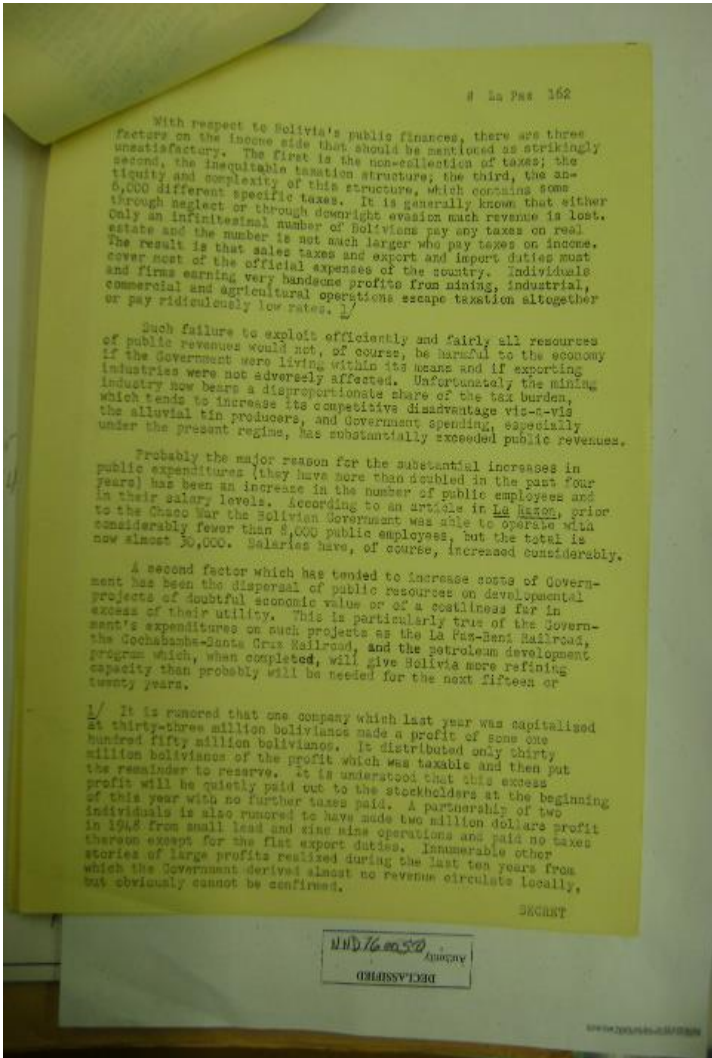 # La Paz 162
With respect to Bolivia's public finances, there are three
factors on the income side that should be mentioned as strikingly
unsatisfactory. The first is the non-collection of taxes; the
second, the inequitable taxation structure; the third, the an-
tiquity and complexity of this structure, which contains some
6,000 different specific taxes. It is generally known that either
through neglect or through downright evasion much revenue is lost.
Only an infinitesimal number of Bolivians pay any taxes on real
estate and the number is not much larger who pay taxes on income.
The result is that sales taxes and export and import duties must
cover most of the official expenses of the country. Individuals
and firms earning very handsome profits from mining, industrial,
commercial and agricultural operations escape taxation altogether
or pay ridiculously low rates. 1/
Such failure to exploit efficiently and fairly all resources
of public revenues would not, of course, be harmful to the economy
if the Government were living within its means and if exporting
industries were not adversely affected. Unfortunately the mining
industry now bears a disproportionate share of the tax burden,
which tends to increase its competitive disadvantage vis-a-vis
the alluvial tin producers, and Government spending, especially
under the present regime, has substantially exceeded public revenues.
Probably the major reason for the substantial increases in
public expenditures (they have more than doubled in the past four
years) has been an increase in the number of public employees and
in their salary levels. According to an article in La Razon, prior
to the Chaco War the Bolivian Government was able to operate with
considerably fewer than 8,000 public employees, but the total is
now almost 30,000. Salaries have, of course, increased considerably.
A second factor which has tended to increase costs of Govern-
ment has been the dispersal of public resources on developmental
projects of doubtful economic value or of a costliness far in
excess of their utility. This is particularly true of the Govern-
ment's expenditures on such projects as the La Paz-Beni Railroad,
the Cochabamba-Santa Cruz Railroad, and the petroleum development
program which, when completed, will give Bolivia more refining
capacity than probably will be needed for the next fifteen or
twenty years.
1/ It is rumored that one company which last year was capitalized
at thirty-three million bolivianos made a profit of some one
hundred fifty million bolivianos. It distributed only thirty
million bolivianos of the profit which was taxable and then put
the remainder to reserve. It is understood that this excess
profit will be quietly paid out to the stockholders at the beginning
of this year with no further taxes paid. A partnership of two
individuals is also rumored to have made two million dollars profit
in 1948 from small lead and zinc mine operations and paid no taxes
thereon except for the flat export duties. Innumerable other
stories of large profits realized during the last ten years from
which the Government derived almost no revenue circulate locally,
but obviously cannot be confirmed.
SECRET
DECLASSIFIED
Authority NND 760050